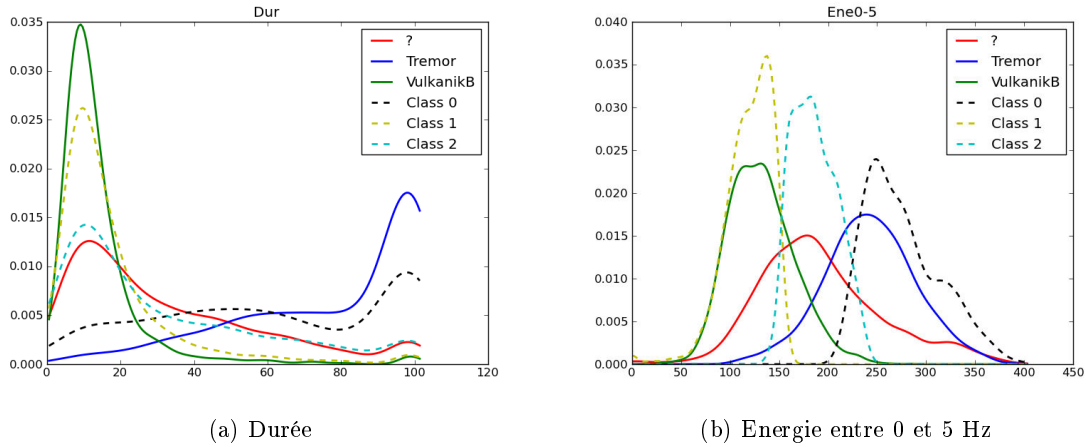 Dur
0.035
0.030
0.025
0.020
0.015
0.010
0.005
0.000
0
20
40
60
80
100
120
?
Tremor
VulkanikB
Class 0
Class 1
Class 2
(a) Durée
Ene0-5
0.040
0.035
0.030
0.025
0.020
0.015
0.010
0.005
0.000
0
50
100
150
200
250
300
350
400
450
?
Tremor
VulkanikB
Class 0
Class 1
Class 2
(b) Energie entre 0 et 5 Hz